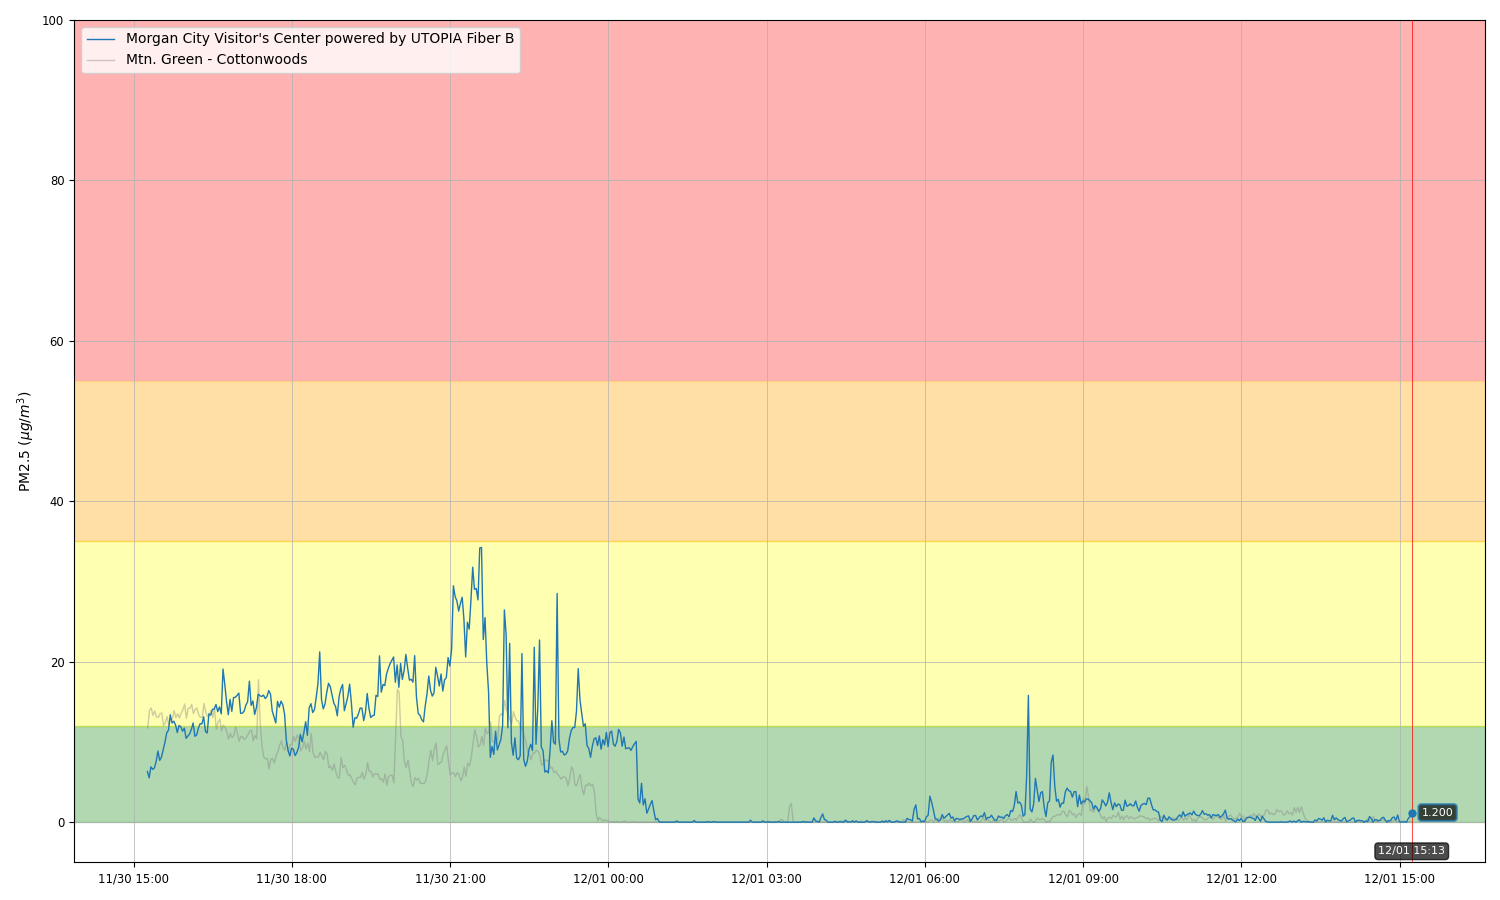 100
Morgan City Visitor's Center powered by UTOPIA Fiber B
Mtn. Green - Cottonwoods
80
60
PM2.5 (μg/m³)
40
20
0
1.200
12/01 15:13
11/30 15:00 11/30 18:00 11/30 21:00 12/01 00:00 12/01 03:00 12/01 06:00 12/01 09:00 12/01 12:00 12/01 15:00